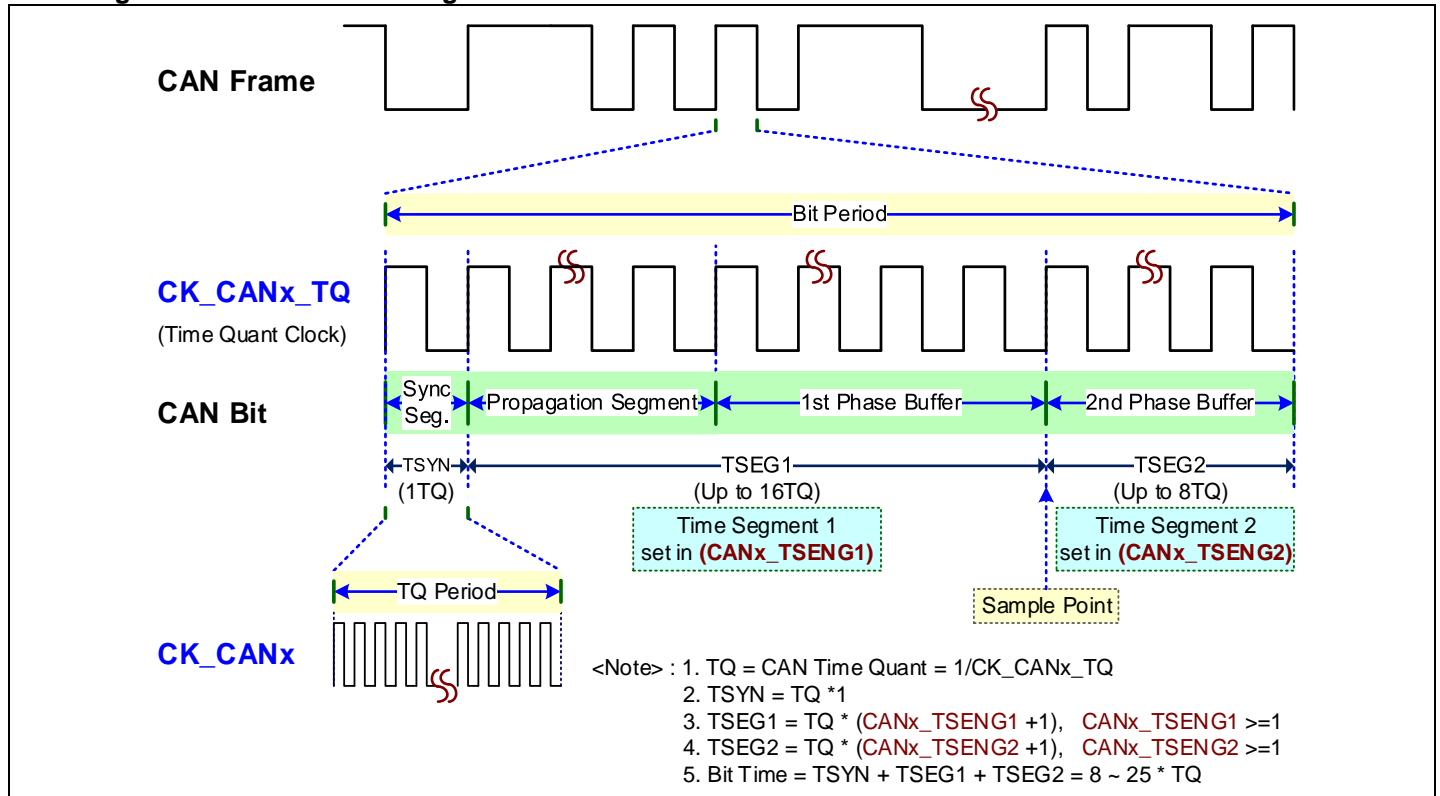 CAN Frame
Bit Period
CK_CANx_TQ
(Time Quant Clock)
CAN Bit
Sync
Seg.
Propagation Segment
1st Phase Buffer
2nd Phase Buffer
TSYN
(1TQ)
TSEG1
(Up to 16TQ)
Time Segment 1
set in (CANx_TSENG1)
TSEG2
(Up to 8TQ)
Time Segment 2
set in (CANx_TSENG2)
Sample Point
TQ Period
CK_CANx
<Note> : 1. TQ = CAN Time Quant = 1/CK_CANx_TQ
2. TSYN = TQ *1
3. TSEG1 = TQ * (CANx_TSENG1 +1), CANx_TSENG1 >=1
4. TSEG2 = TQ * (CANx_TSENG2 +1), CANx_TSENG2 >=1
5. Bit Time = TSYN + TSEG1 + TSEG2 = 8 ~ 25 * TQ